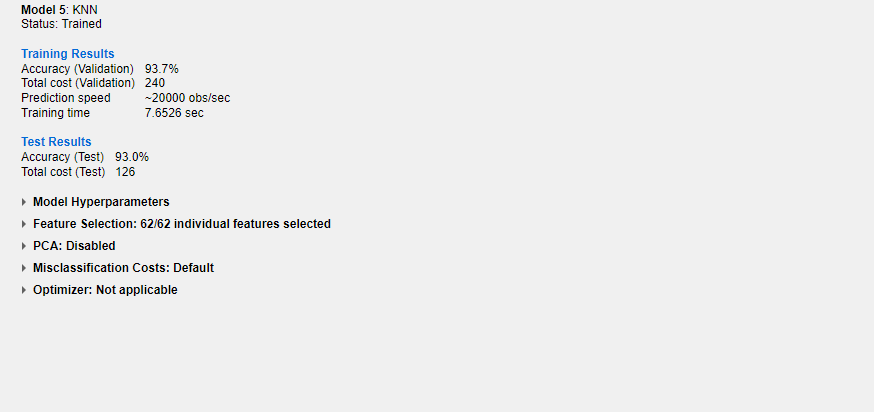 Model 5: KNN
Status: Trained
Training Results
Accuracy (Validation) 93.7%
Total cost (Validation) 240
Prediction speed ~20000 obs/sec
Training time 7.6526 sec
Test Results
Accuracy (Test) 93.0%
Total cost (Test) 126
Model Hyperparameters
Feature Selection: 62/62 individual features selected
PCA: Disabled
Misclassification Costs: Default
Optimizer: Not applicable